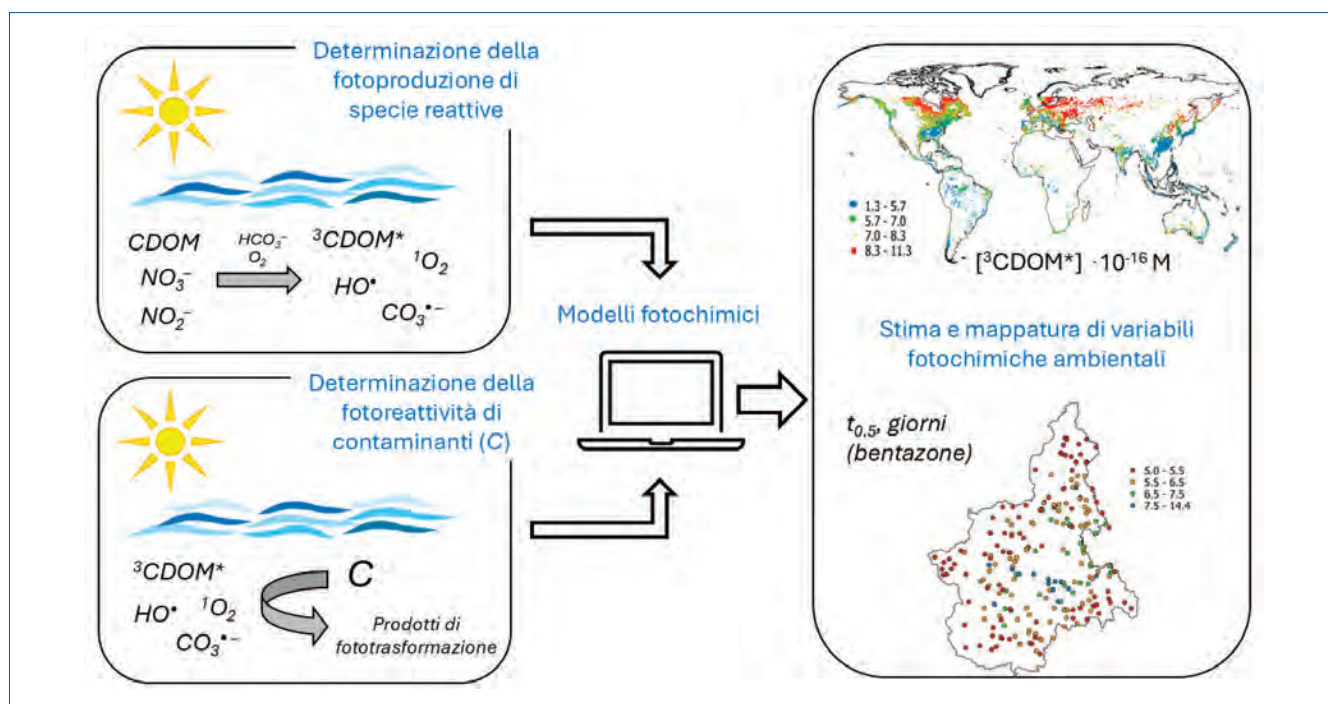 Determinazione della
fotoproduzione di
specie reattive
CDOM
NO₃⁻
NO₂⁻
HCO₃⁻
O₂
³CDOM*
¹O₂
HO•
CO₃•⁻
Determinazione della
fotoreattività di
contaminanti (C)
³CDOM*
HO•
¹O₂
CO₃•⁻
C
Prodotti di
fototrasformazione
Modelli fotochimici
1.3 - 5.7
5.7 - 7.0
7.0 - 8.3
8.3 - 11.3
[³CDOM*] ·10⁻¹⁶ M
Stima e mappatura di variabili
fotochimiche ambientali
t₀.₅, giorni
(bentazone)
5.0 - 5.5
5.5 - 6.5
6.5 - 7.5
7.5 - 14.4